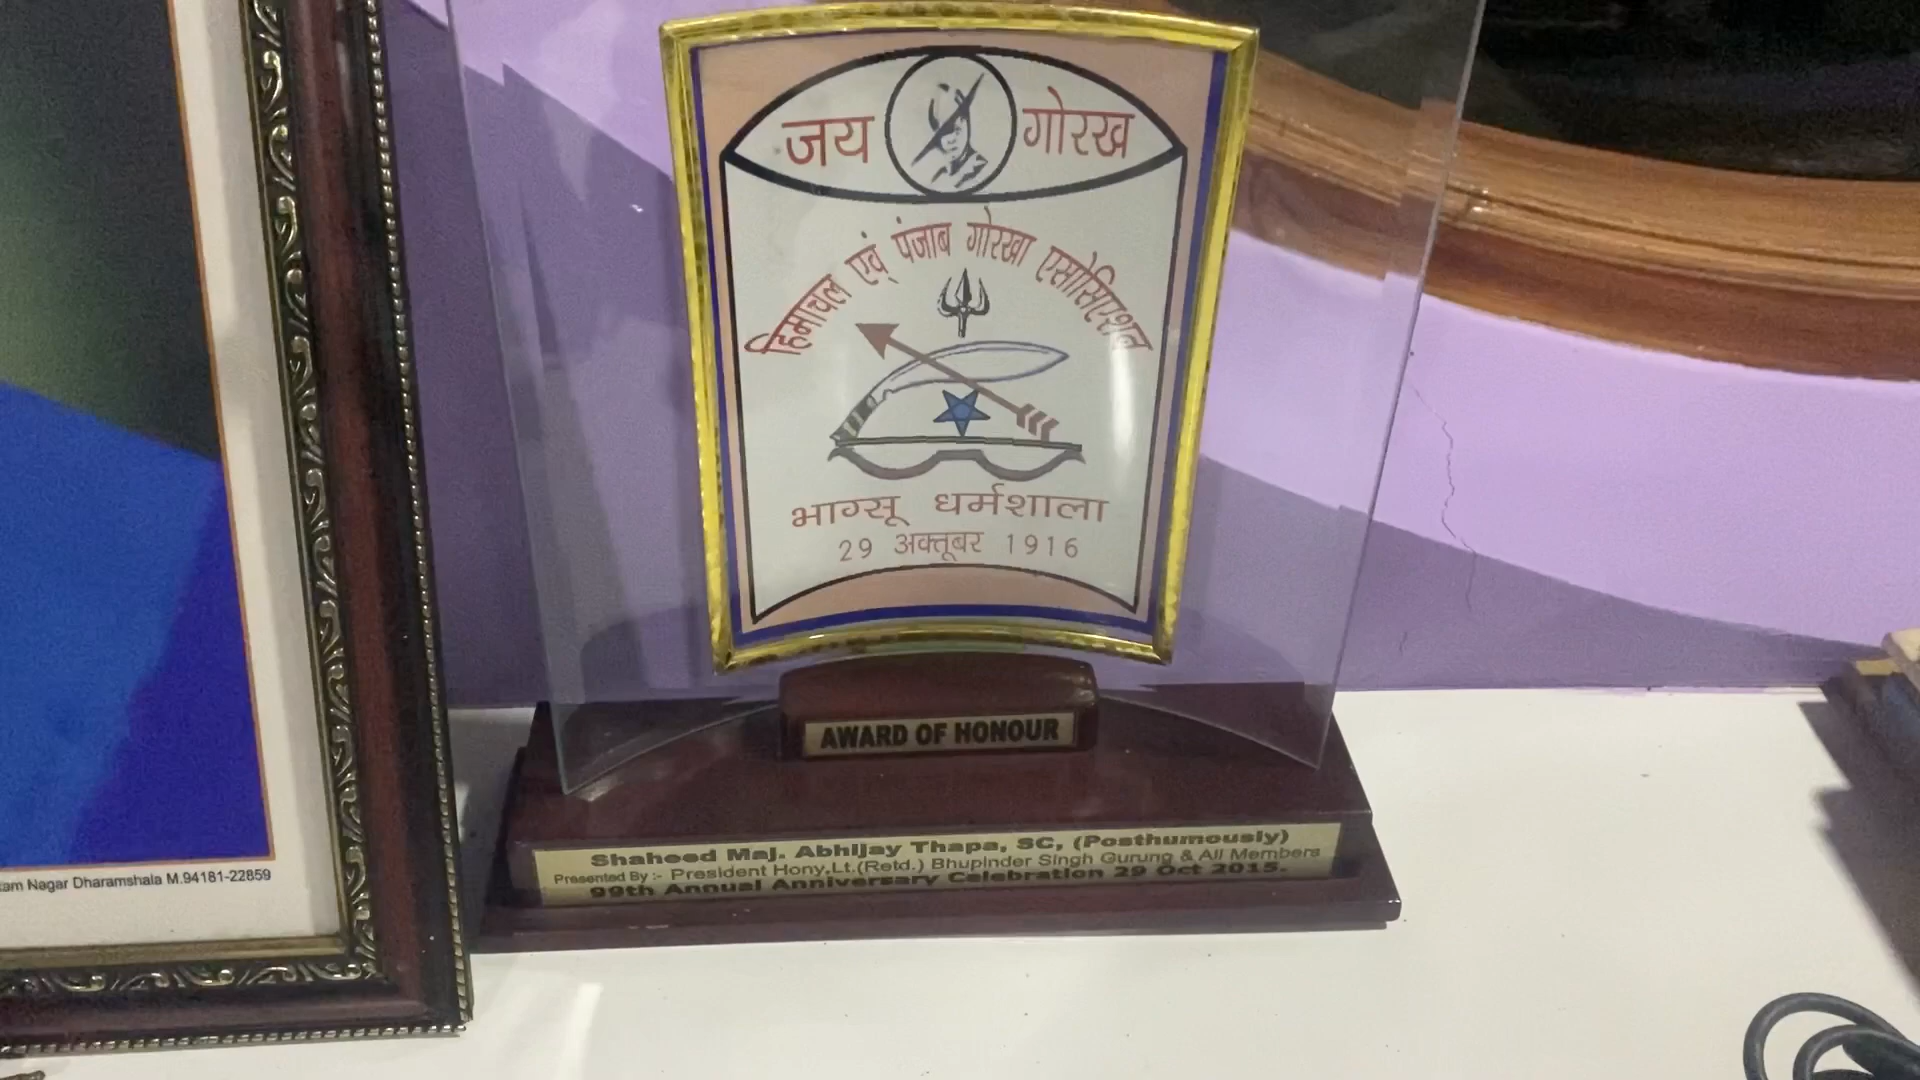 जय गोरख
हिमाचल एवं पंजाब गोरखा एसोसिएशन
भाग्सू धर्मशाला
29 अक्तूबर 1916
AWARD OF HONOUR
Shaheed Maj. Abhijay Thapa, SC, (Posthumously)
Presented By :- President Hony,Lt.(Retd.) Bhupinder Singh Gurung & All Members
99th Annual Anniversary Celebration 29 Oct 2015.
Nagar Dharamshala M.94181-22859